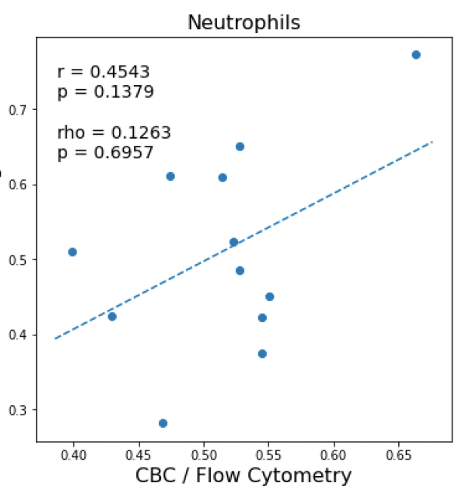 Neutrophils
r = 0.4543
p = 0.1379
rho = 0.1263
p = 0.6957
0.7
0.6
0.5
0.4
0.3
0.40 0.45 0.50 0.55 0.60 0.65
CBC / Flow Cytometry